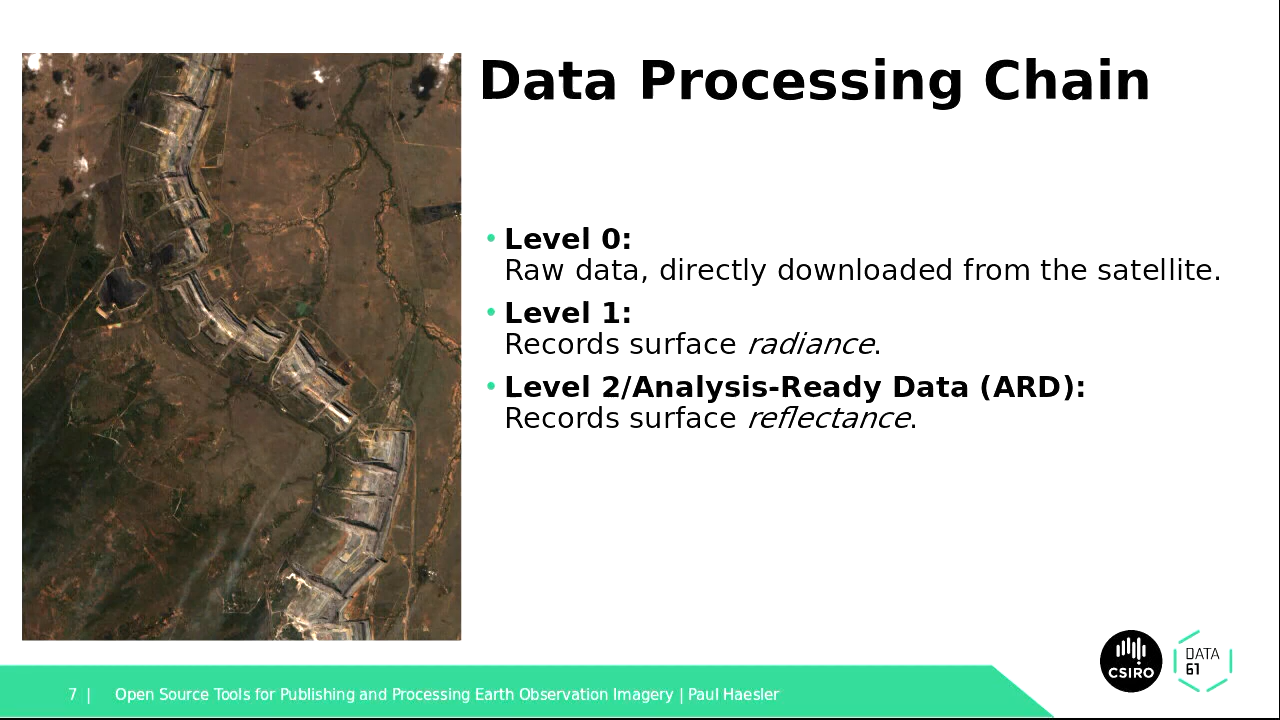 Data Processing Chain
• Level 0:
Raw data, directly downloaded from the satellite.
• Level 1:
Records surface radiance.
• Level 2/Analysis-Ready Data (ARD):
Records surface reflectance.
7 | Open Source Tools for Publishing and Processing Earth Observation Imagery | Paul Haesler
CSIRO
DATA
61